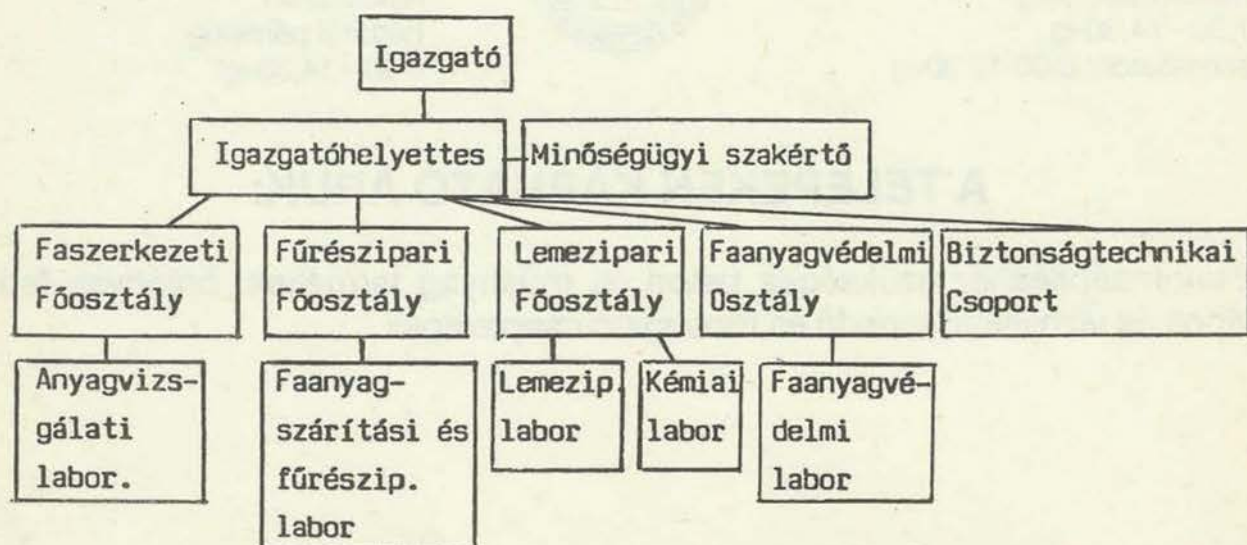 Igazgató
Igazgatóhelyettes
Minőségügyi szakértő
Faszerkezeti
Főosztály
Fűrészipari
Főosztály
Lemezipari
Főosztály
Faanyagvédelmi
Osztály
Biztonságtechnikai
Csoport
Anyagvizs-
gálati
labor.
Faanyag-
szárítási és
fűrészip.
labor
Lemezip.
labor
Kémiai
labor
Faanyagvé-
delmi
labor